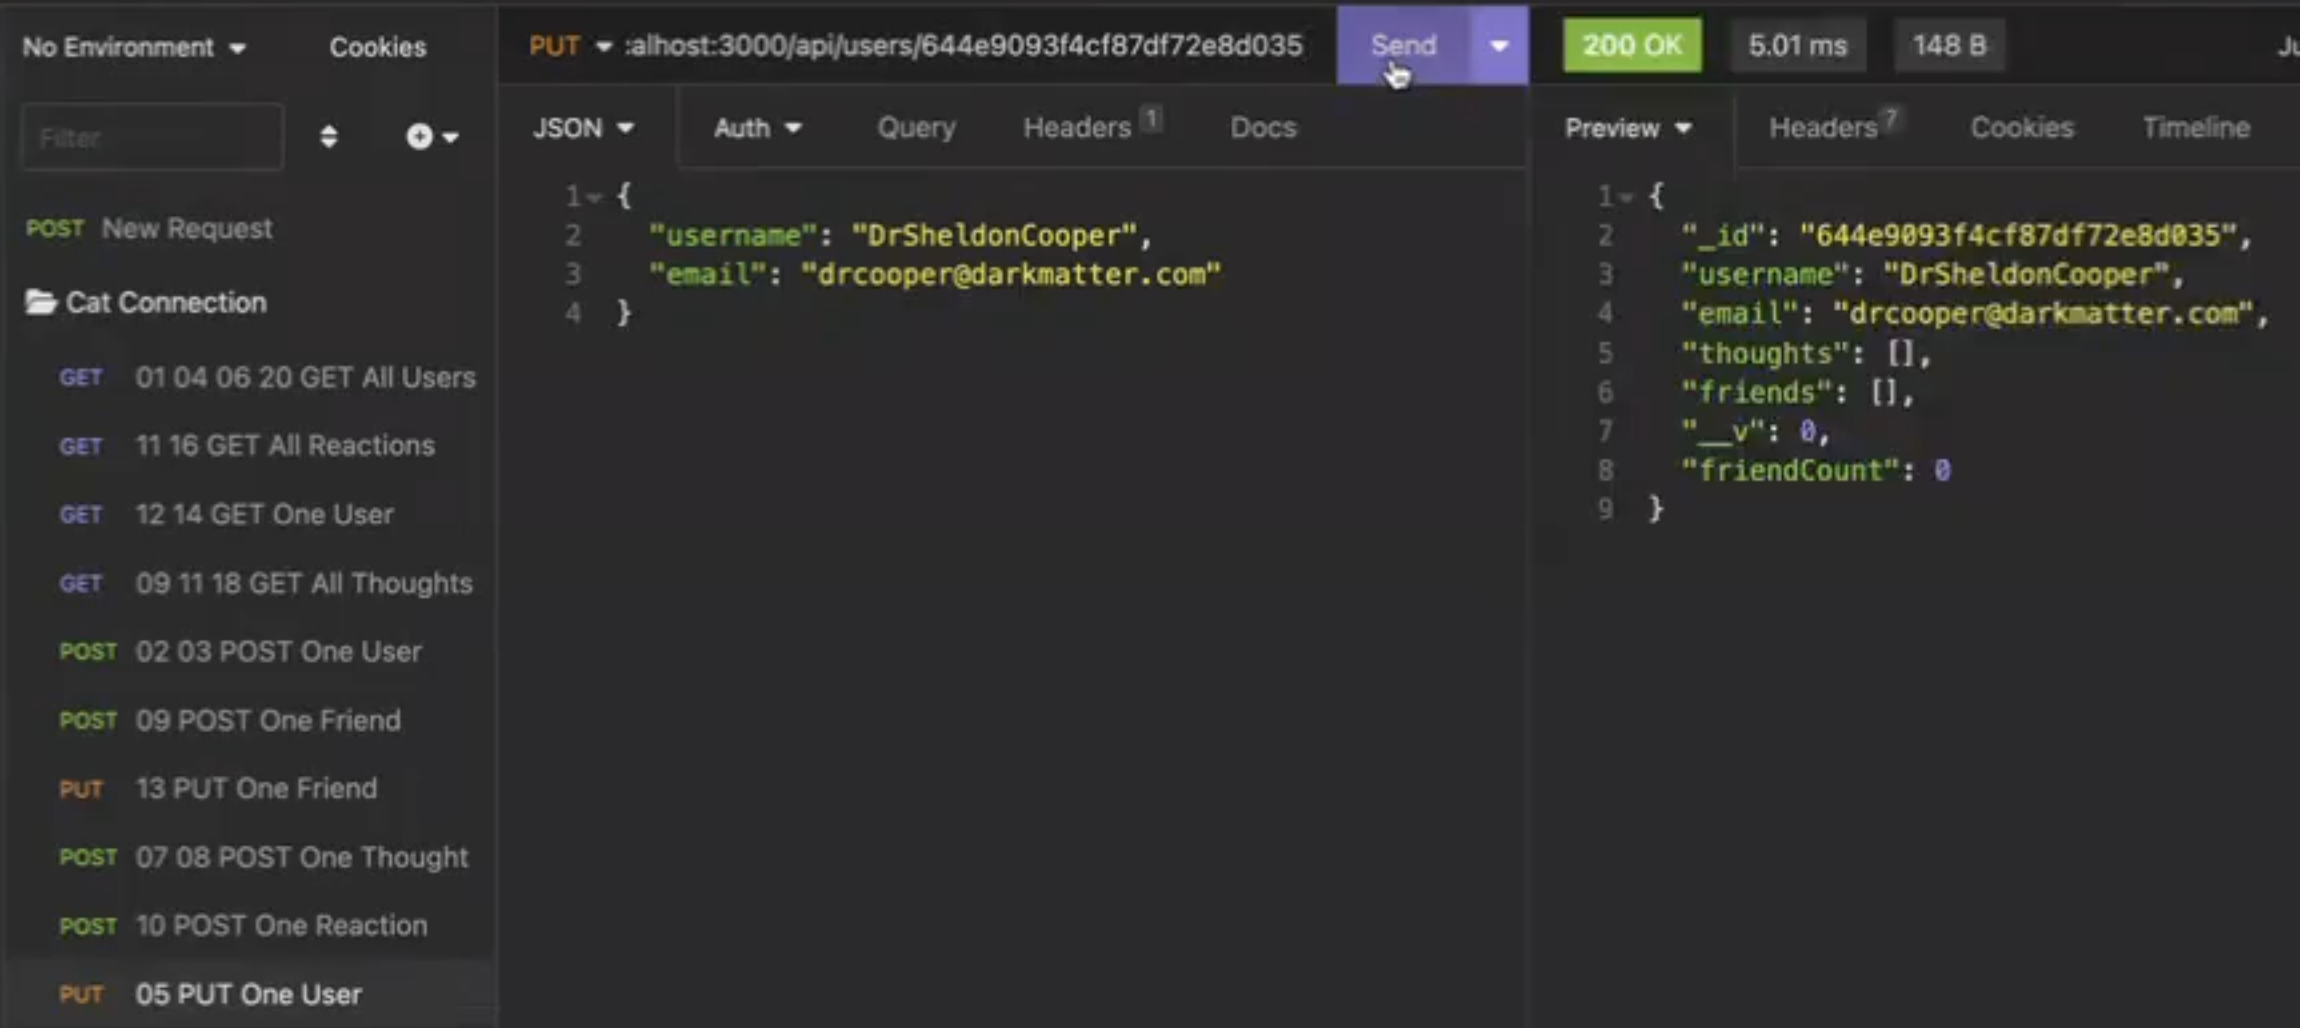 No Environment Cookies
Filter
POST New Request
Cat Connection
GET 01 04 06 20 GET All Users
GET 11 16 GET All Reactions
GET 12 14 GET One User
GET 09 11 18 GET All Thoughts
POST 02 03 POST One User
POST 09 POST One Friend
PUT 13 PUT One Friend
POST 07 08 POST One Thought
POST 10 POST One Reaction
PUT 05 PUT One User
PUT :alhost:3000/api/users/644e9093f4cf87df72e8d035 Send
JSON Auth Query Headers 1 Docs
1 {
2 "username": "DrSheldonCooper",
3 "email": "drcooper@darkmatter.com"
4 }
200 OK 5.01 ms 148 B
Preview Headers 7 Cookies Timeline
1 {
2 "_id": "644e9093f4cf87df72e8d035",
3 "username": "DrSheldonCooper",
4 "email": "drcooper@darkmatter.com",
5 "thoughts": [],
6 "friends": [],
7 "__v": 0,
8 "friendCount": 0
9 }